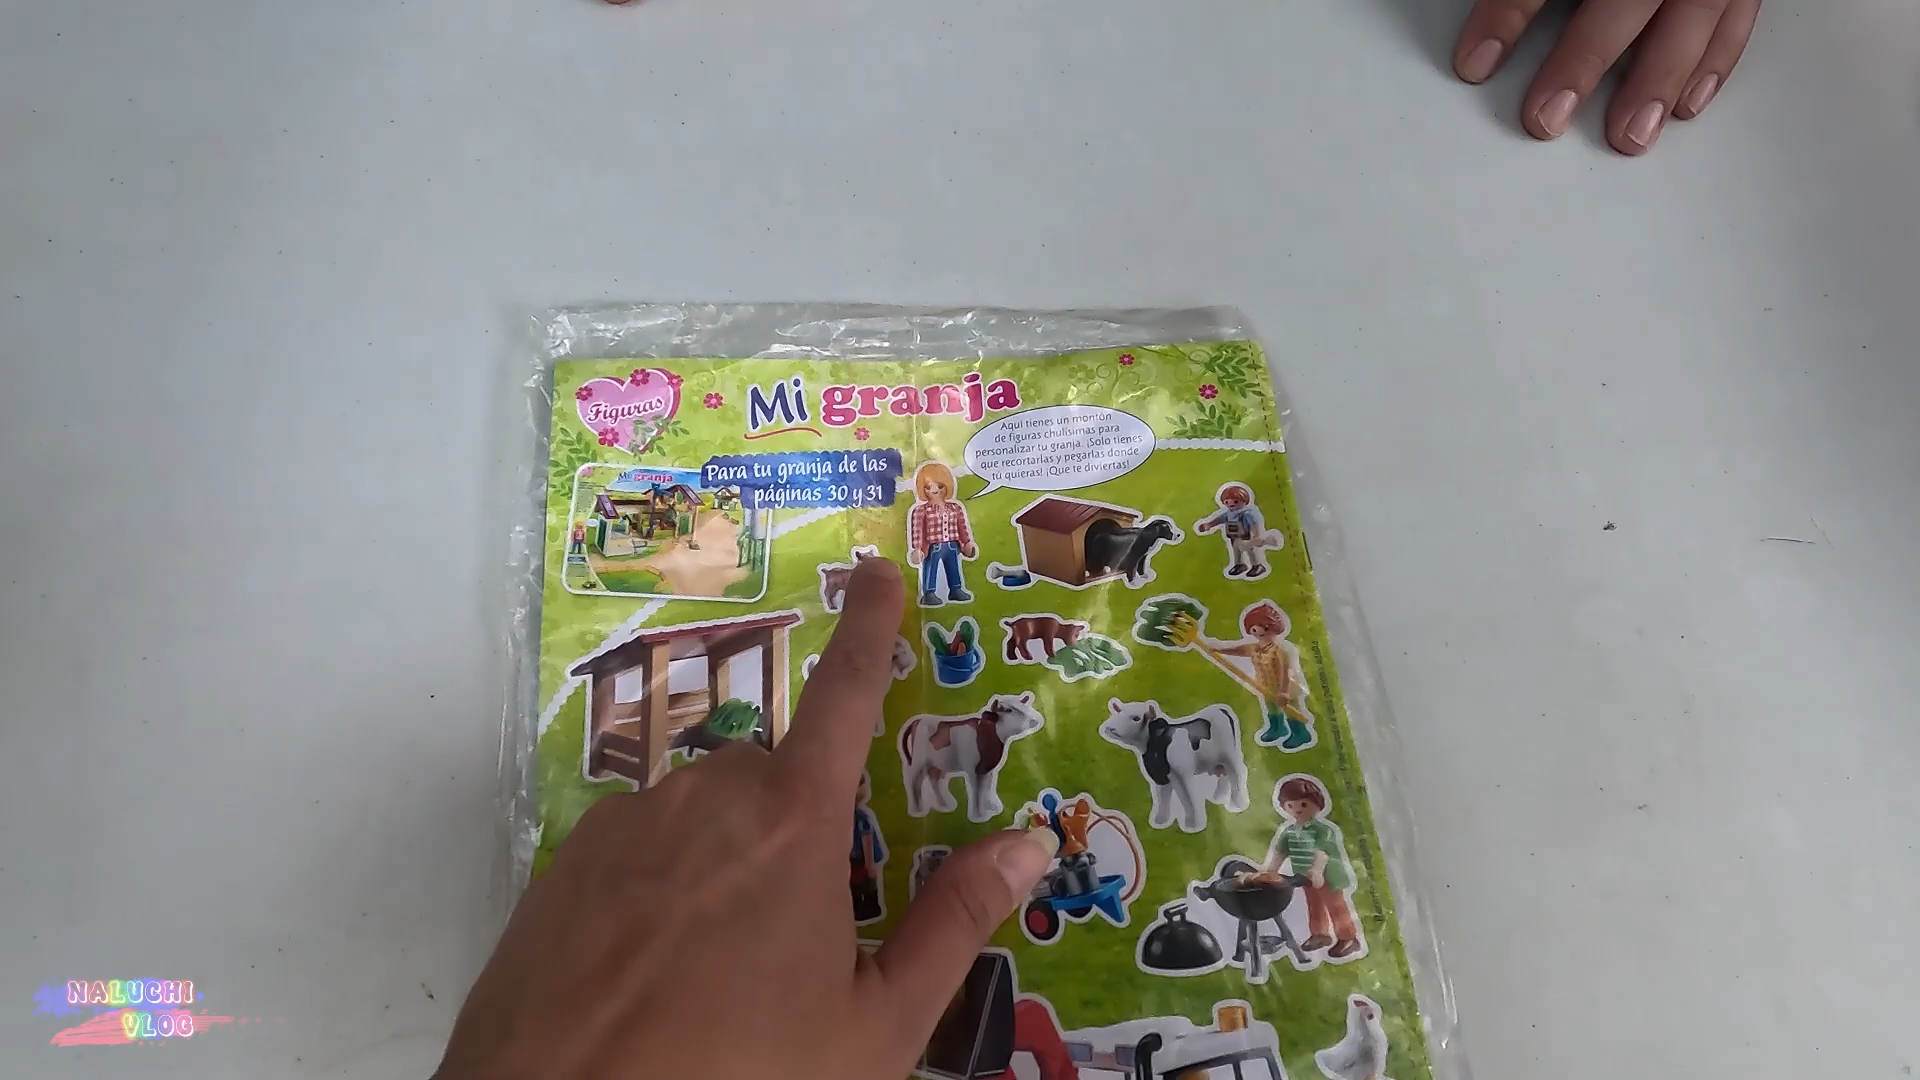 Figuras
Mi granja
Aquí tienes un montón
de figuras chulísimas para
personalizar tu granja. ¡Solo tienes
que recortarlas y pegarlas donde
tú quieras! ¡Que te diviertas!
Para tu granja de las
páginas 30 y 31
Mi granja
NALUCHI
VLOG